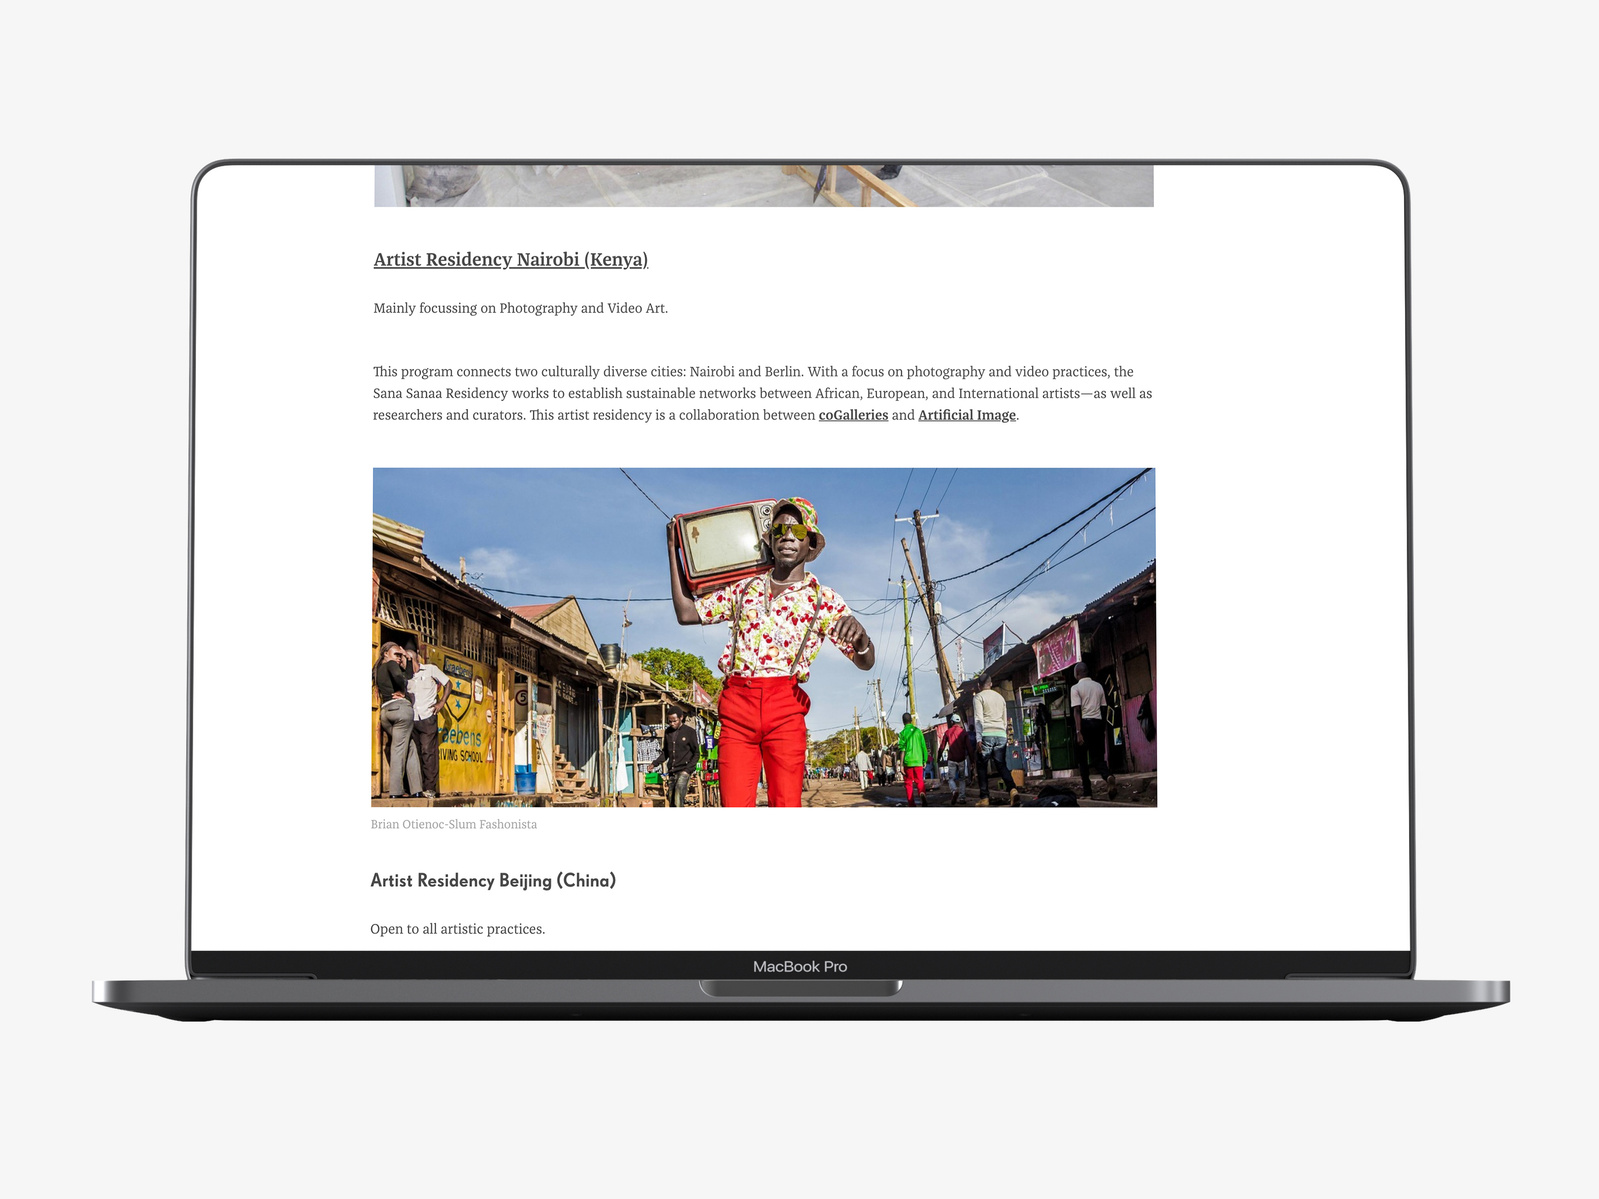 Artist Residency Nairobi (Kenya)
Mainly focussing on Photography and Video Art.
This program connects two culturally diverse cities: Nairobi and Berlin. With a focus on photography and video practices, the
Sana Sanaa Residency works to establish sustainable networks between African, European, and International artists—as well as
researchers and curators. This artist residency is a collaboration between coGalleries and Artificial Image.
raebens
IVING SCHOOL
Brian Otienoc-Slum Fashonista
Artist Residency Beijing (China)
Open to all artistic practices.
MacBook Pro